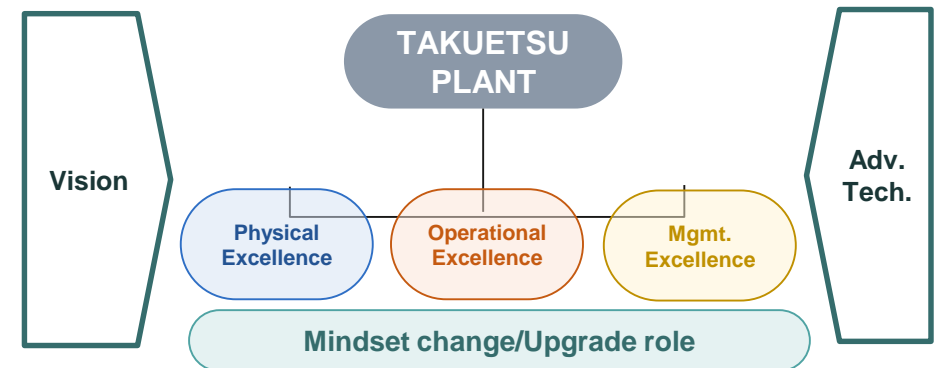 TAKUETSU
PLANT
Vision
Adv.
Tech.
Physical
Excellence
Operational
Excellence
Mgmt.
Excellence
Mindset change/Upgrade role